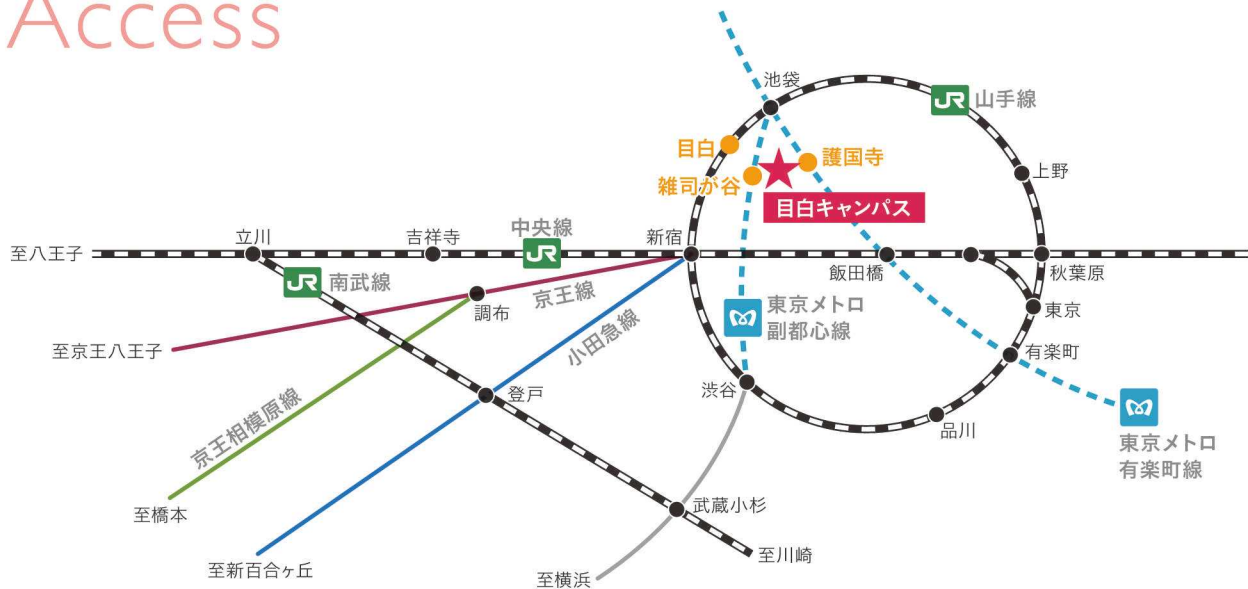 Access
池袋
JR 山手線
目白
護国寺
雑司が谷
上野
目白キャンパス
至八王子
立川
吉祥寺
中央線
JR
新宿
飯田橋
秋葉原
JR 南武線
調布
京王線
小田急線
東京メトロ
副都心線
東京
至京王八王子
有楽町
渋谷
登戸
品川
京王相模原線
東京メトロ
有楽町線
至橋本
武蔵小杉
至川崎
至新百合ヶ丘
至横浜